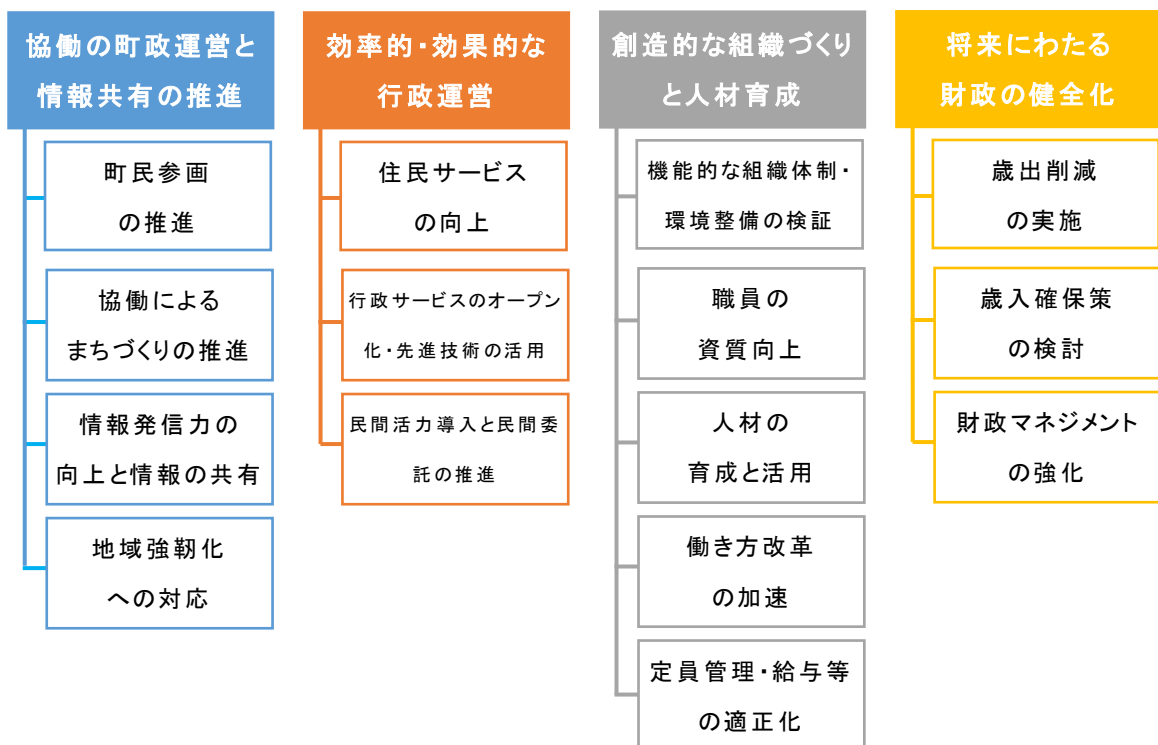 協働の町政運営と
情報共有の推進
町民参画
の推進
協働による
まちづくりの推進
情報発信力の
向上と情報の共有
地域強靭化
への対応
効率的・効果的な
行政運営
住民サービス
の向上
行政サービスのオープン
化・先進技術の活用
民間活力導入と民間委
託の推進
創造的な組織づくり
と人材育成
機能的な組織体制・
環境整備の検証
職員の
資質向上
人材の
育成と活用
働き方改革
の加速
定員管理・給与等
の適正化
将来にわたる
財政の健全化
歳出削減
の実施
歳入確保策
の検討
財政マネジメント
の強化